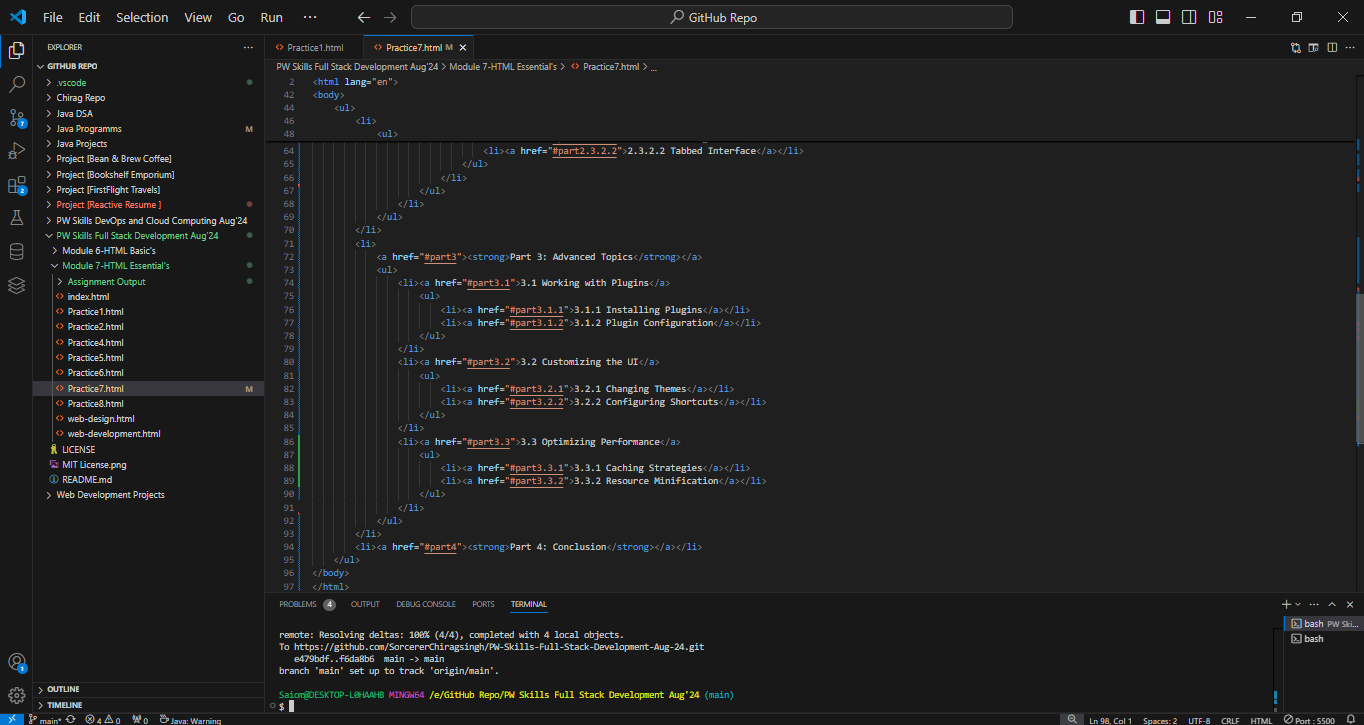 File Edit Selection View Go Run ···
GitHub Repo
EXPLORER ···
GITHUB REPO
.vscode
Chirag Repo
Java DSA
Java Programms M
Java Projects
Project [Bean & Brew Coffee]
Project [Bookshelf Emporium]
Project [FirstFlight Travels]
Project [Reactive Resume ]
PW Skills DevOps and Cloud Computing Aug'24
PW Skills Full Stack Development Aug'24
Module 6-HTML Basic's
Module 7-HTML Essential's
Assignment Output
index.html
Practice1.html
Practice2.html
Practice4.html
Practice5.html
Practice6.html
Practice7.html M
Practice8.html
web-design.html
web-development.html
LICENSE
MIT License.png
README.md
Web Development Projects
OUTLINE
TIMELINE
7
2
1
Practice1.html
Practice7.html M
PW Skills Full Stack Development Aug'24 > Module 7-HTML Essential's > Practice7.html > ...
2 <html lang="en">
42 <body>
44 <ul>
46 <li>
48 <ul>
64 <li><a href="#part2.3.2.2">2.3.2.2 Tabbed Interface</a></li>
65 </ul>
66 </li>
67 </ul>
68 </li>
69 </ul>
70 </li>
71 <li>
72 <a href="#part3"><strong>Part 3: Advanced Topics</strong></a>
73 <ul>
74 <li><a href="#part3.1">3.1 Working with Plugins</a>
75 <ul>
76 <li><a href="#part3.1.1">3.1.1 Installing Plugins</a></li>
77 <li><a href="#part3.1.2">3.1.2 Plugin Configuration</a></li>
78 </ul>
79 </li>
80 <li><a href="#part3.2">3.2 Customizing the UI</a>
81 <ul>
82 <li><a href="#part3.2.1">3.2.1 Changing Themes</a></li>
83 <li><a href="#part3.2.2">3.2.2 Configuring Shortcuts</a></li>
84 </ul>
85 </li>
86 <li><a href="#part3.3">3.3 Optimizing Performance</a>
87 <ul>
88 <li><a href="#part3.3.1">3.3.1 Caching Strategies</a></li>
89 <li><a href="#part3.3.2">3.3.2 Resource Minification</a></li>
90 </ul>
91 </li>
92 </ul>
93 </li>
94 <li><a href="#part4"><strong>Part 4: Conclusion</strong></a></li>
95 </ul>
96 </body>
97 </html>
PROBLEMS 4 OUTPUT DEBUG CONSOLE PORTS TERMINAL
remote: Resolving deltas: 100% (4/4), completed with 4 local objects.
To https://github.com/SorcererChiragsingh/PW-Skills-Full-Stack-Development-Aug-24.git
e479bdf..f6da8b6 main -> main
branch 'main' set up to track 'origin/main'.
Saiom@DESKTOP-L0HAAHB MINGW64 /e/GitHub Repo/PW Skills Full Stack Development Aug'24 (main)
$
bash PW Ski...
bash
main* 4 0 0 Java: Warning
Ln 98, Col 1 Spaces: 2 UTF-8 CRLF HTML Port : 5500